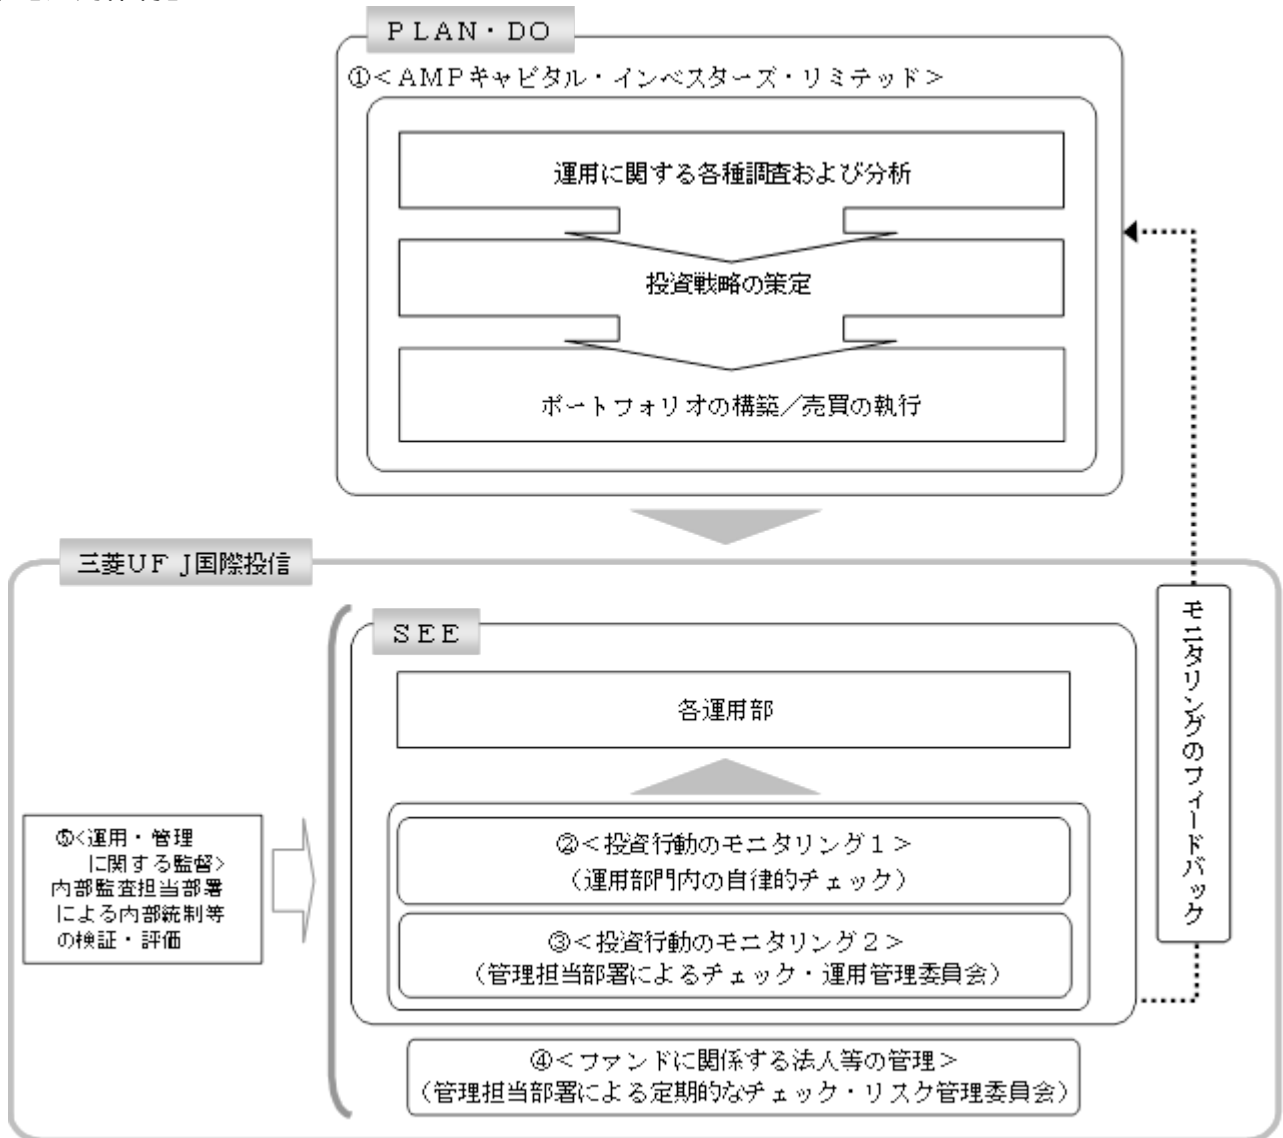 PLAN・DO
①<AMPキャピタル・インベスターズ・リミテッド>
運用に関する各種調査および分析
投資戦略の策定
ポートフォリオの構築/売買の執行
三菱UFJ国際投信
SEE
各運用部
②<投資行動のモニタリング1>
(運用部門内の自律的チェック)
③<投資行動のモニタリング2>
(管理担当部署によるチェック・運用管理委員会)
④<ファンドに関係する法人等の管理>
(管理担当部署による定期的なチェック・リスク管理委員会)
⑤<運用・管理
に関する監督>
内部監査担当部署
による内部統制等
の検証・評価
モニタリングのフィードバック